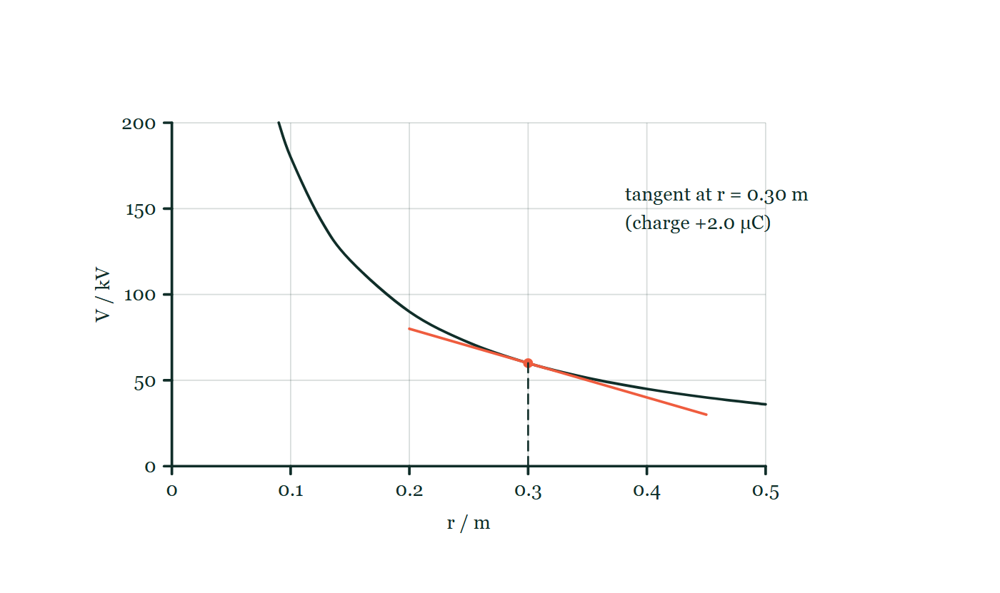 200
tangent at r = 0.30 m
150
(charge +2.0 µC)
V / kV
100
50
0
0 0.1 0.2 0.3 0.4 0.5
r / m